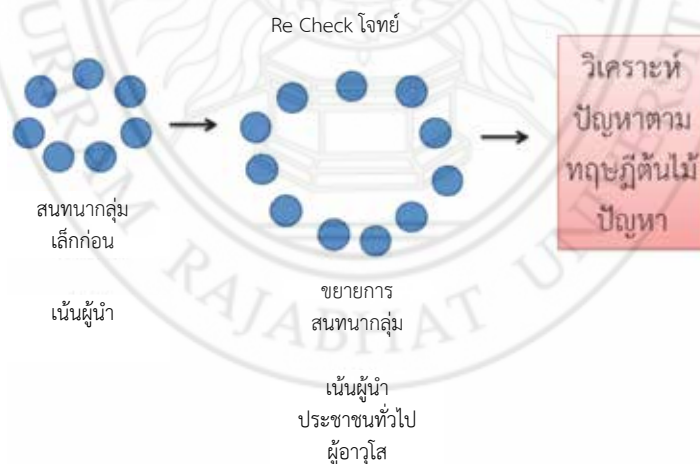 Re Check โจทย์
สนทนากลุ่ม
เล็กก่อน
เน้นผู้นำ
ขยายการ
สนทนากลุ่ม
เน้นผู้นำ
ประชาชนทั่วไป
ผู้อาวุโส
วิเคราะห์
ปัญหาตาม
ทฤษฎีต้นไม้
ปัญหา
RAJABHAT